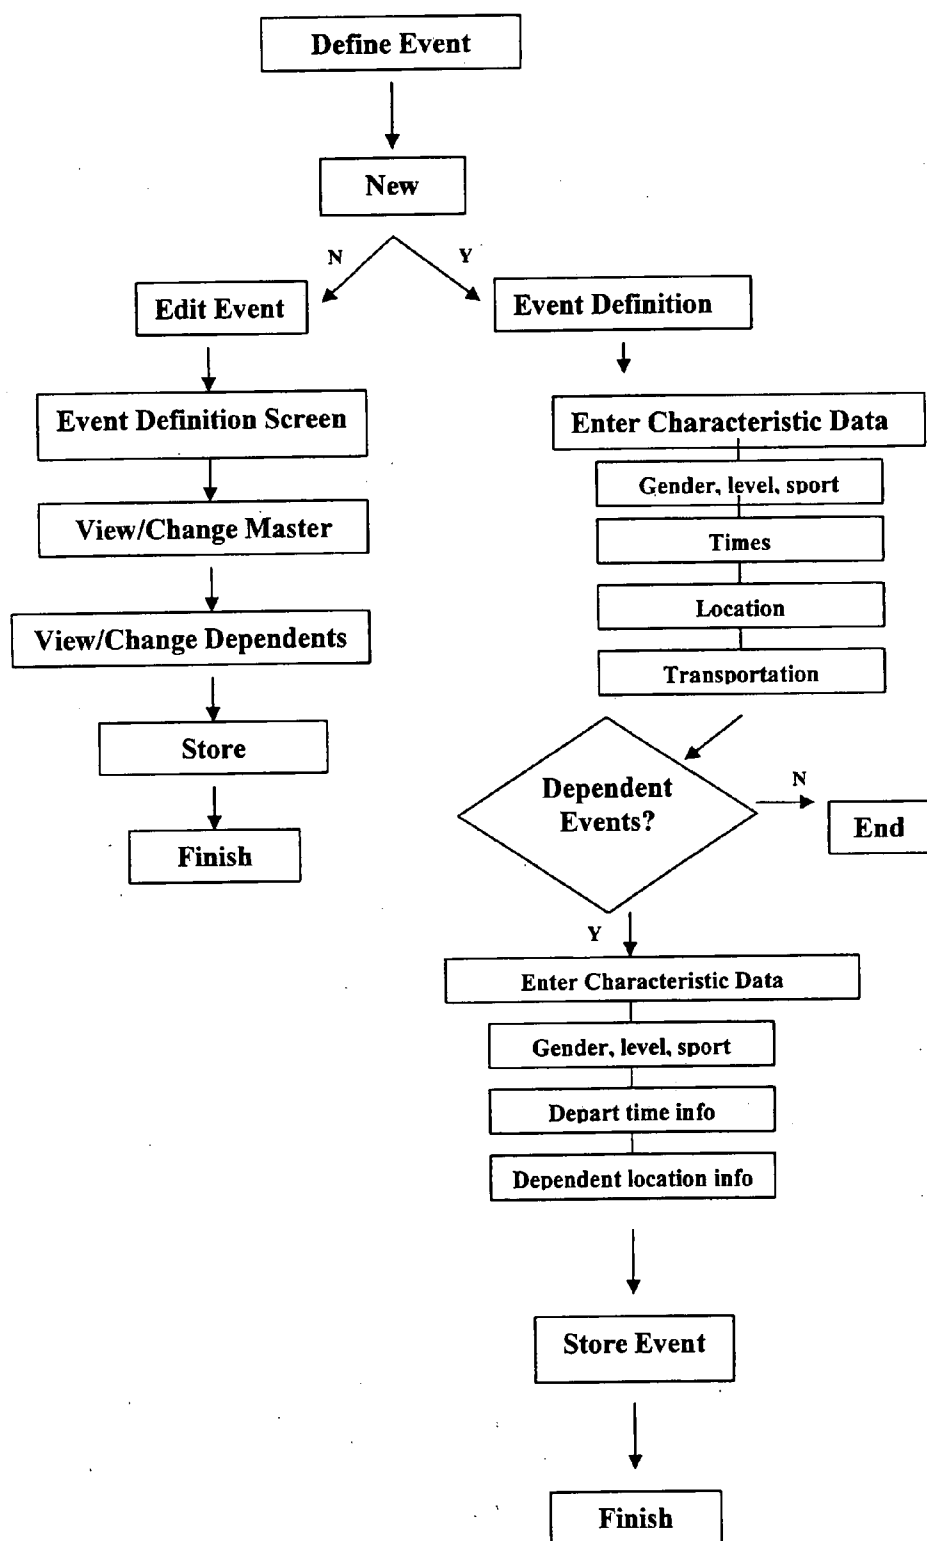 Define Event
New
N
Y
Edit Event
Event Definition
Event Definition Screen
Enter Characteristic Data
Gender, level, sport
View/Change Master
Times
Location
View/Change Dependents
Transportation
Store
Dependent
Events?
N
End
Finish
Y
Enter Characteristic Data
Gender, level, sport
Depart time info
Dependent location info
Store Event
Finish